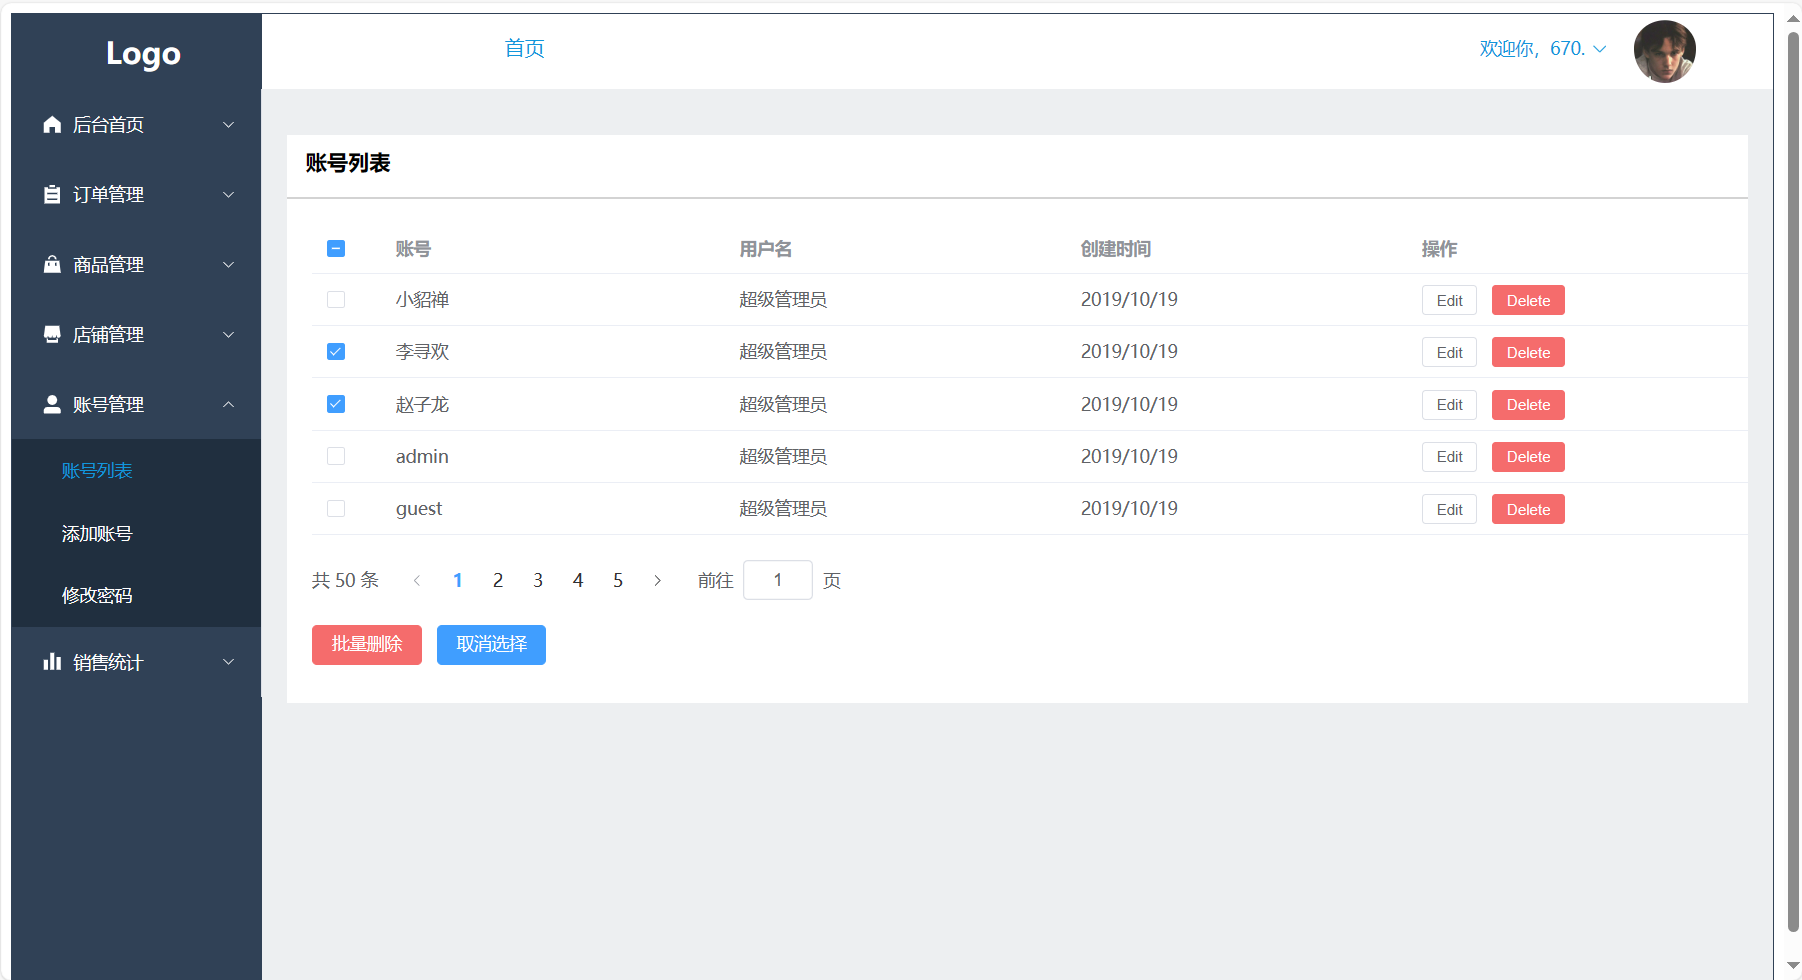 Logo
首页
欢迎你，670.
后台首页
订单管理
商品管理
店铺管理
账号管理
账号列表
添加账号
修改密码
销售统计
账号列表
账号 用户名 创建时间 操作
小貂禅 超级管理员 2019/10/19 Edit Delete
李寻欢 超级管理员 2019/10/19 Edit Delete
赵子龙 超级管理员 2019/10/19 Edit Delete
admin 超级管理员 2019/10/19 Edit Delete
guest 超级管理员 2019/10/19 Edit Delete
共 50 条 1 2 3 4 5 前往 1 页
批量删除 取消选择